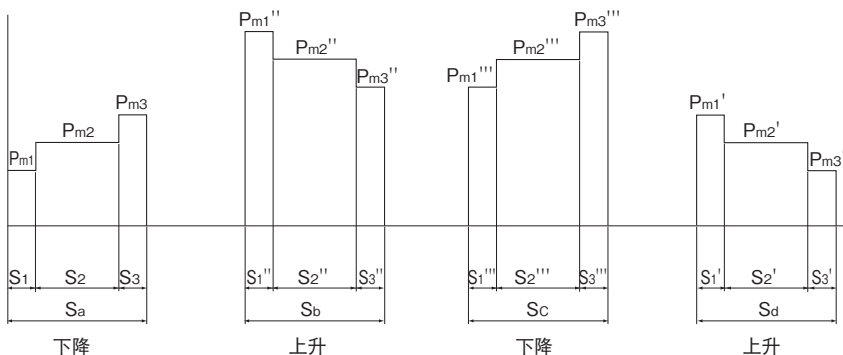 Pm1'' Pm3'''
Pm2'' Pm2'''
Pm3'' Pm1'''
Pm3 Pm1'
Pm2 Pm2'
Pm1 Pm3'
S1 S2 S3 S1'' S2'' S3'' S1''' S2''' S3''' S1' S2' S3'
Sa Sb Sc Sd
下降 上升 下降 上升